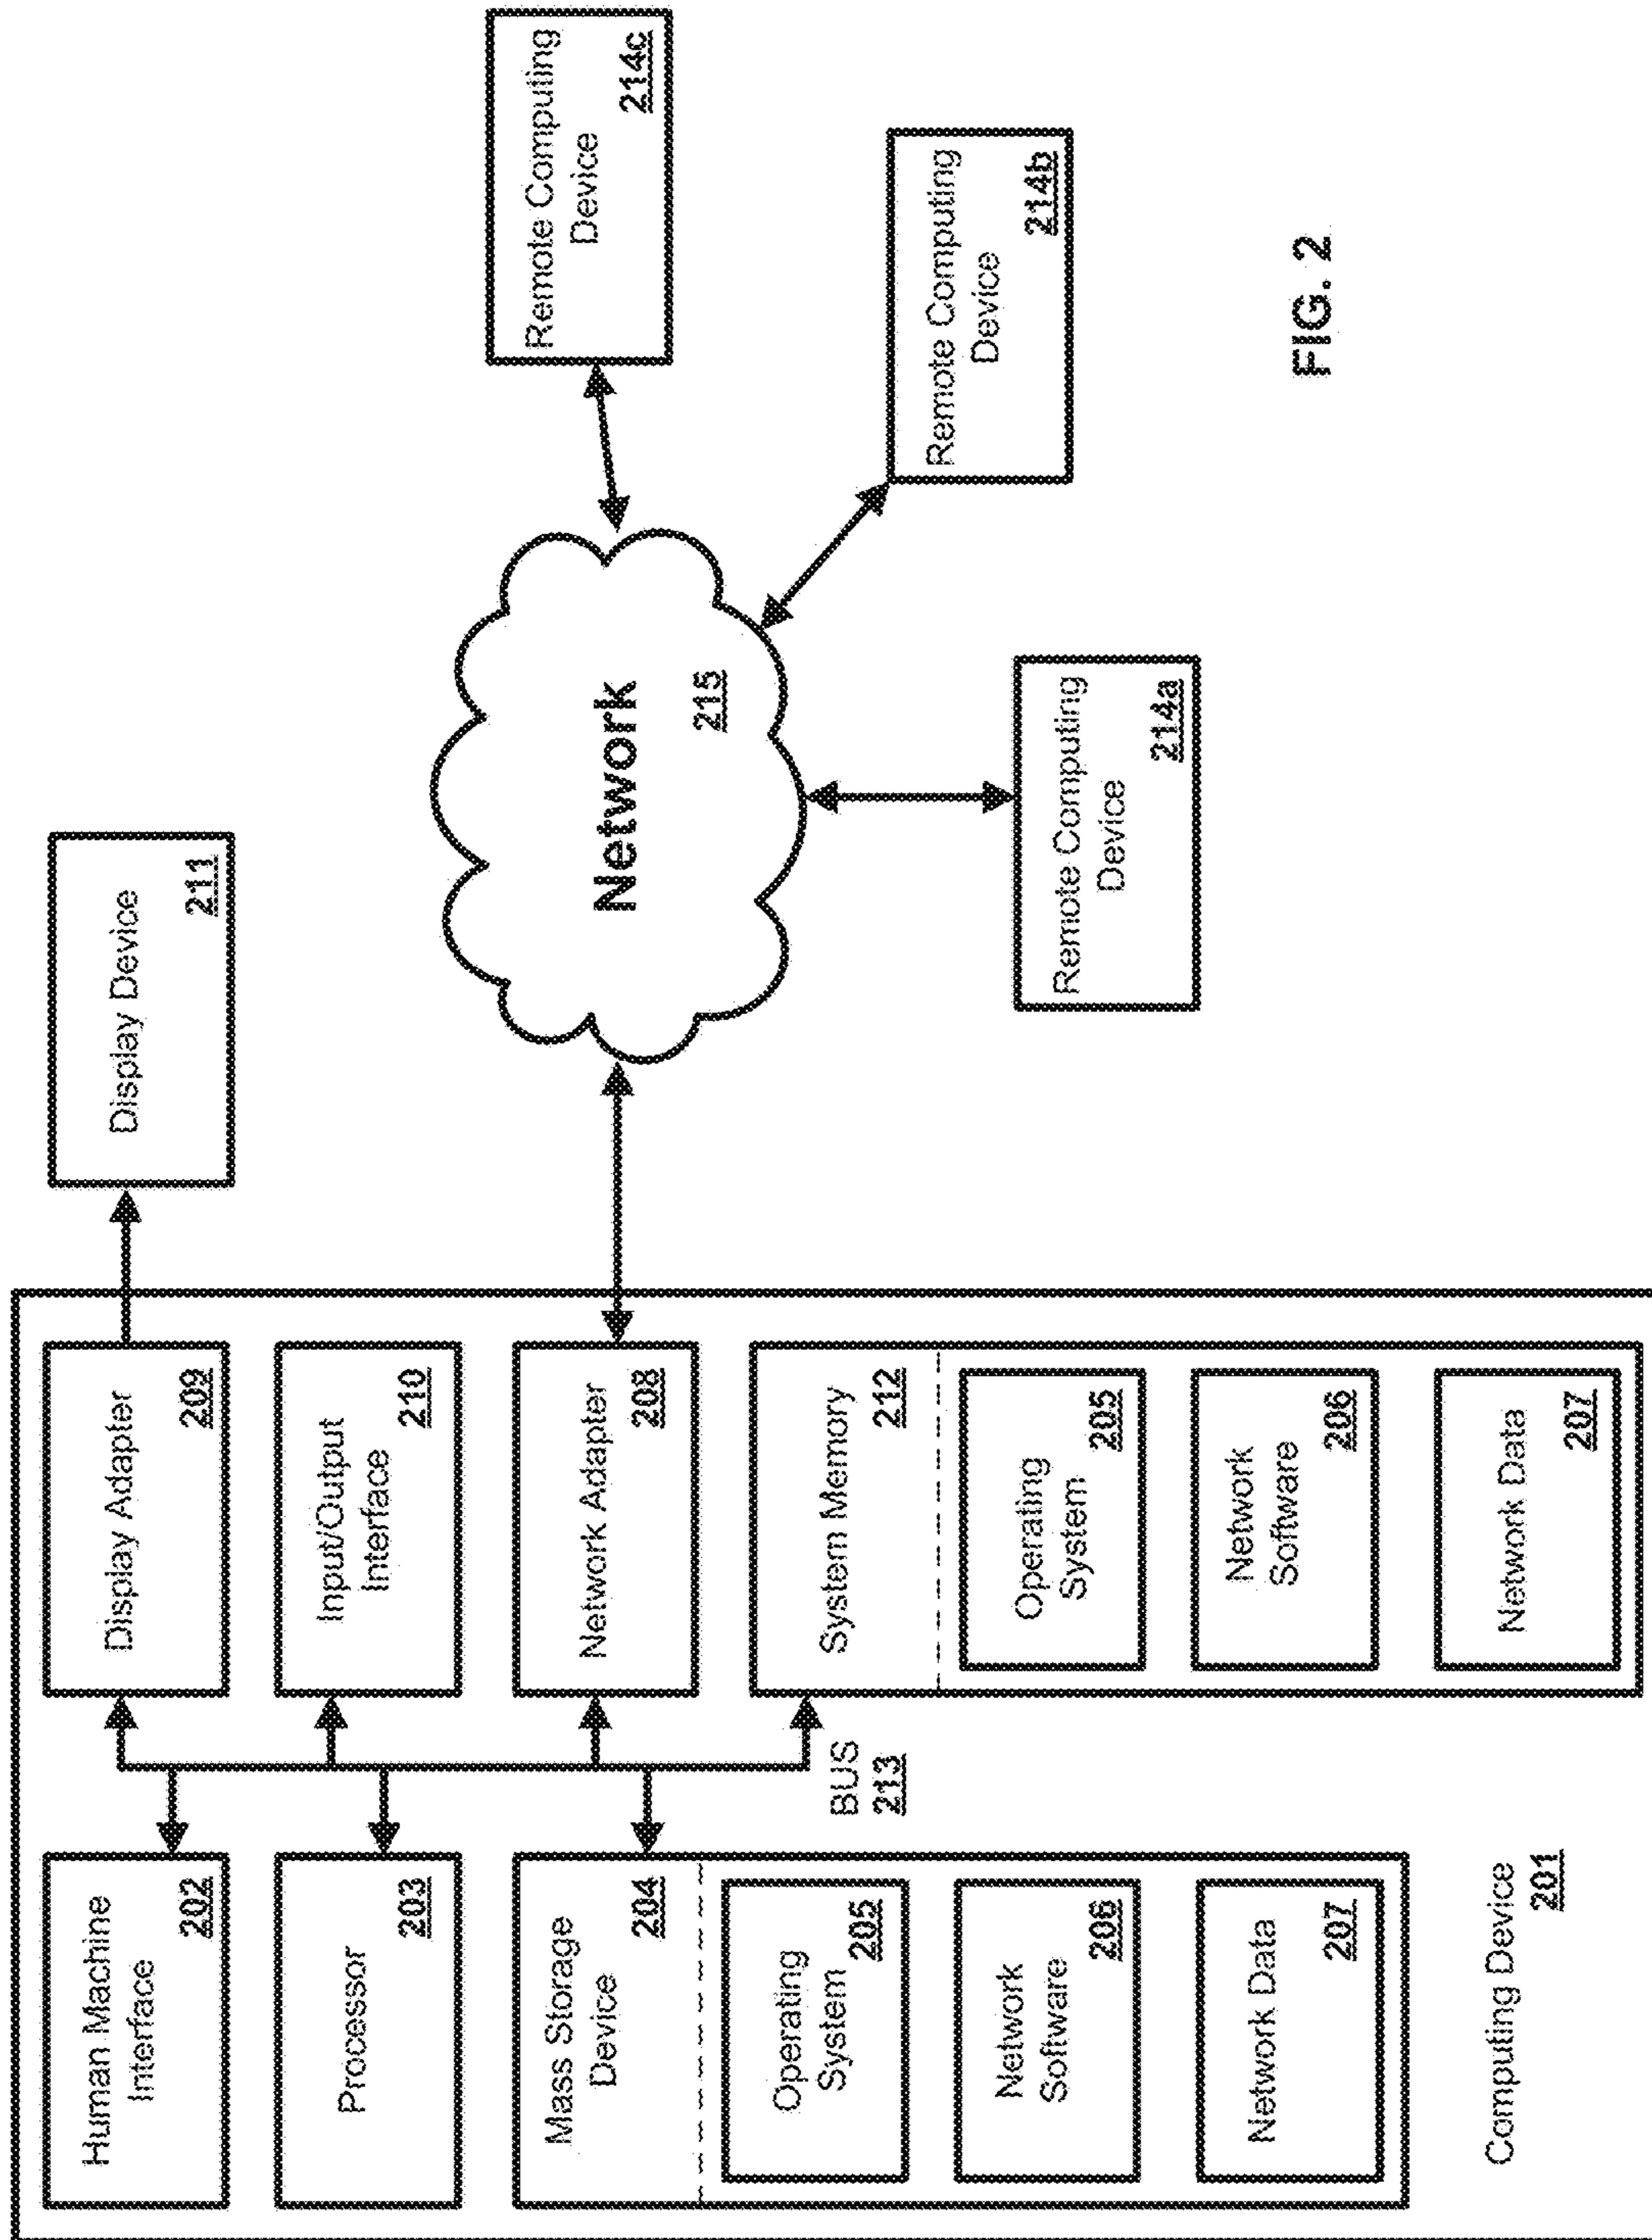 Human Machine
Interface
202
Processor
203
Mass Storage
Device
204
Operating
System
205
Network
Software
206
Network Data
207
Computing Device
201
BUS
213
Display Adapter
209
Input/Output
Interface
210
Network Adapter
208
System Memory
212
Operating
System
205
Network
Software
206
Network Data
207
Display Device
211
Network
215
Remote Computing
Device
214a
Remote Computing
Device
214b
Remote Computing
Device
214c
FIG. 2